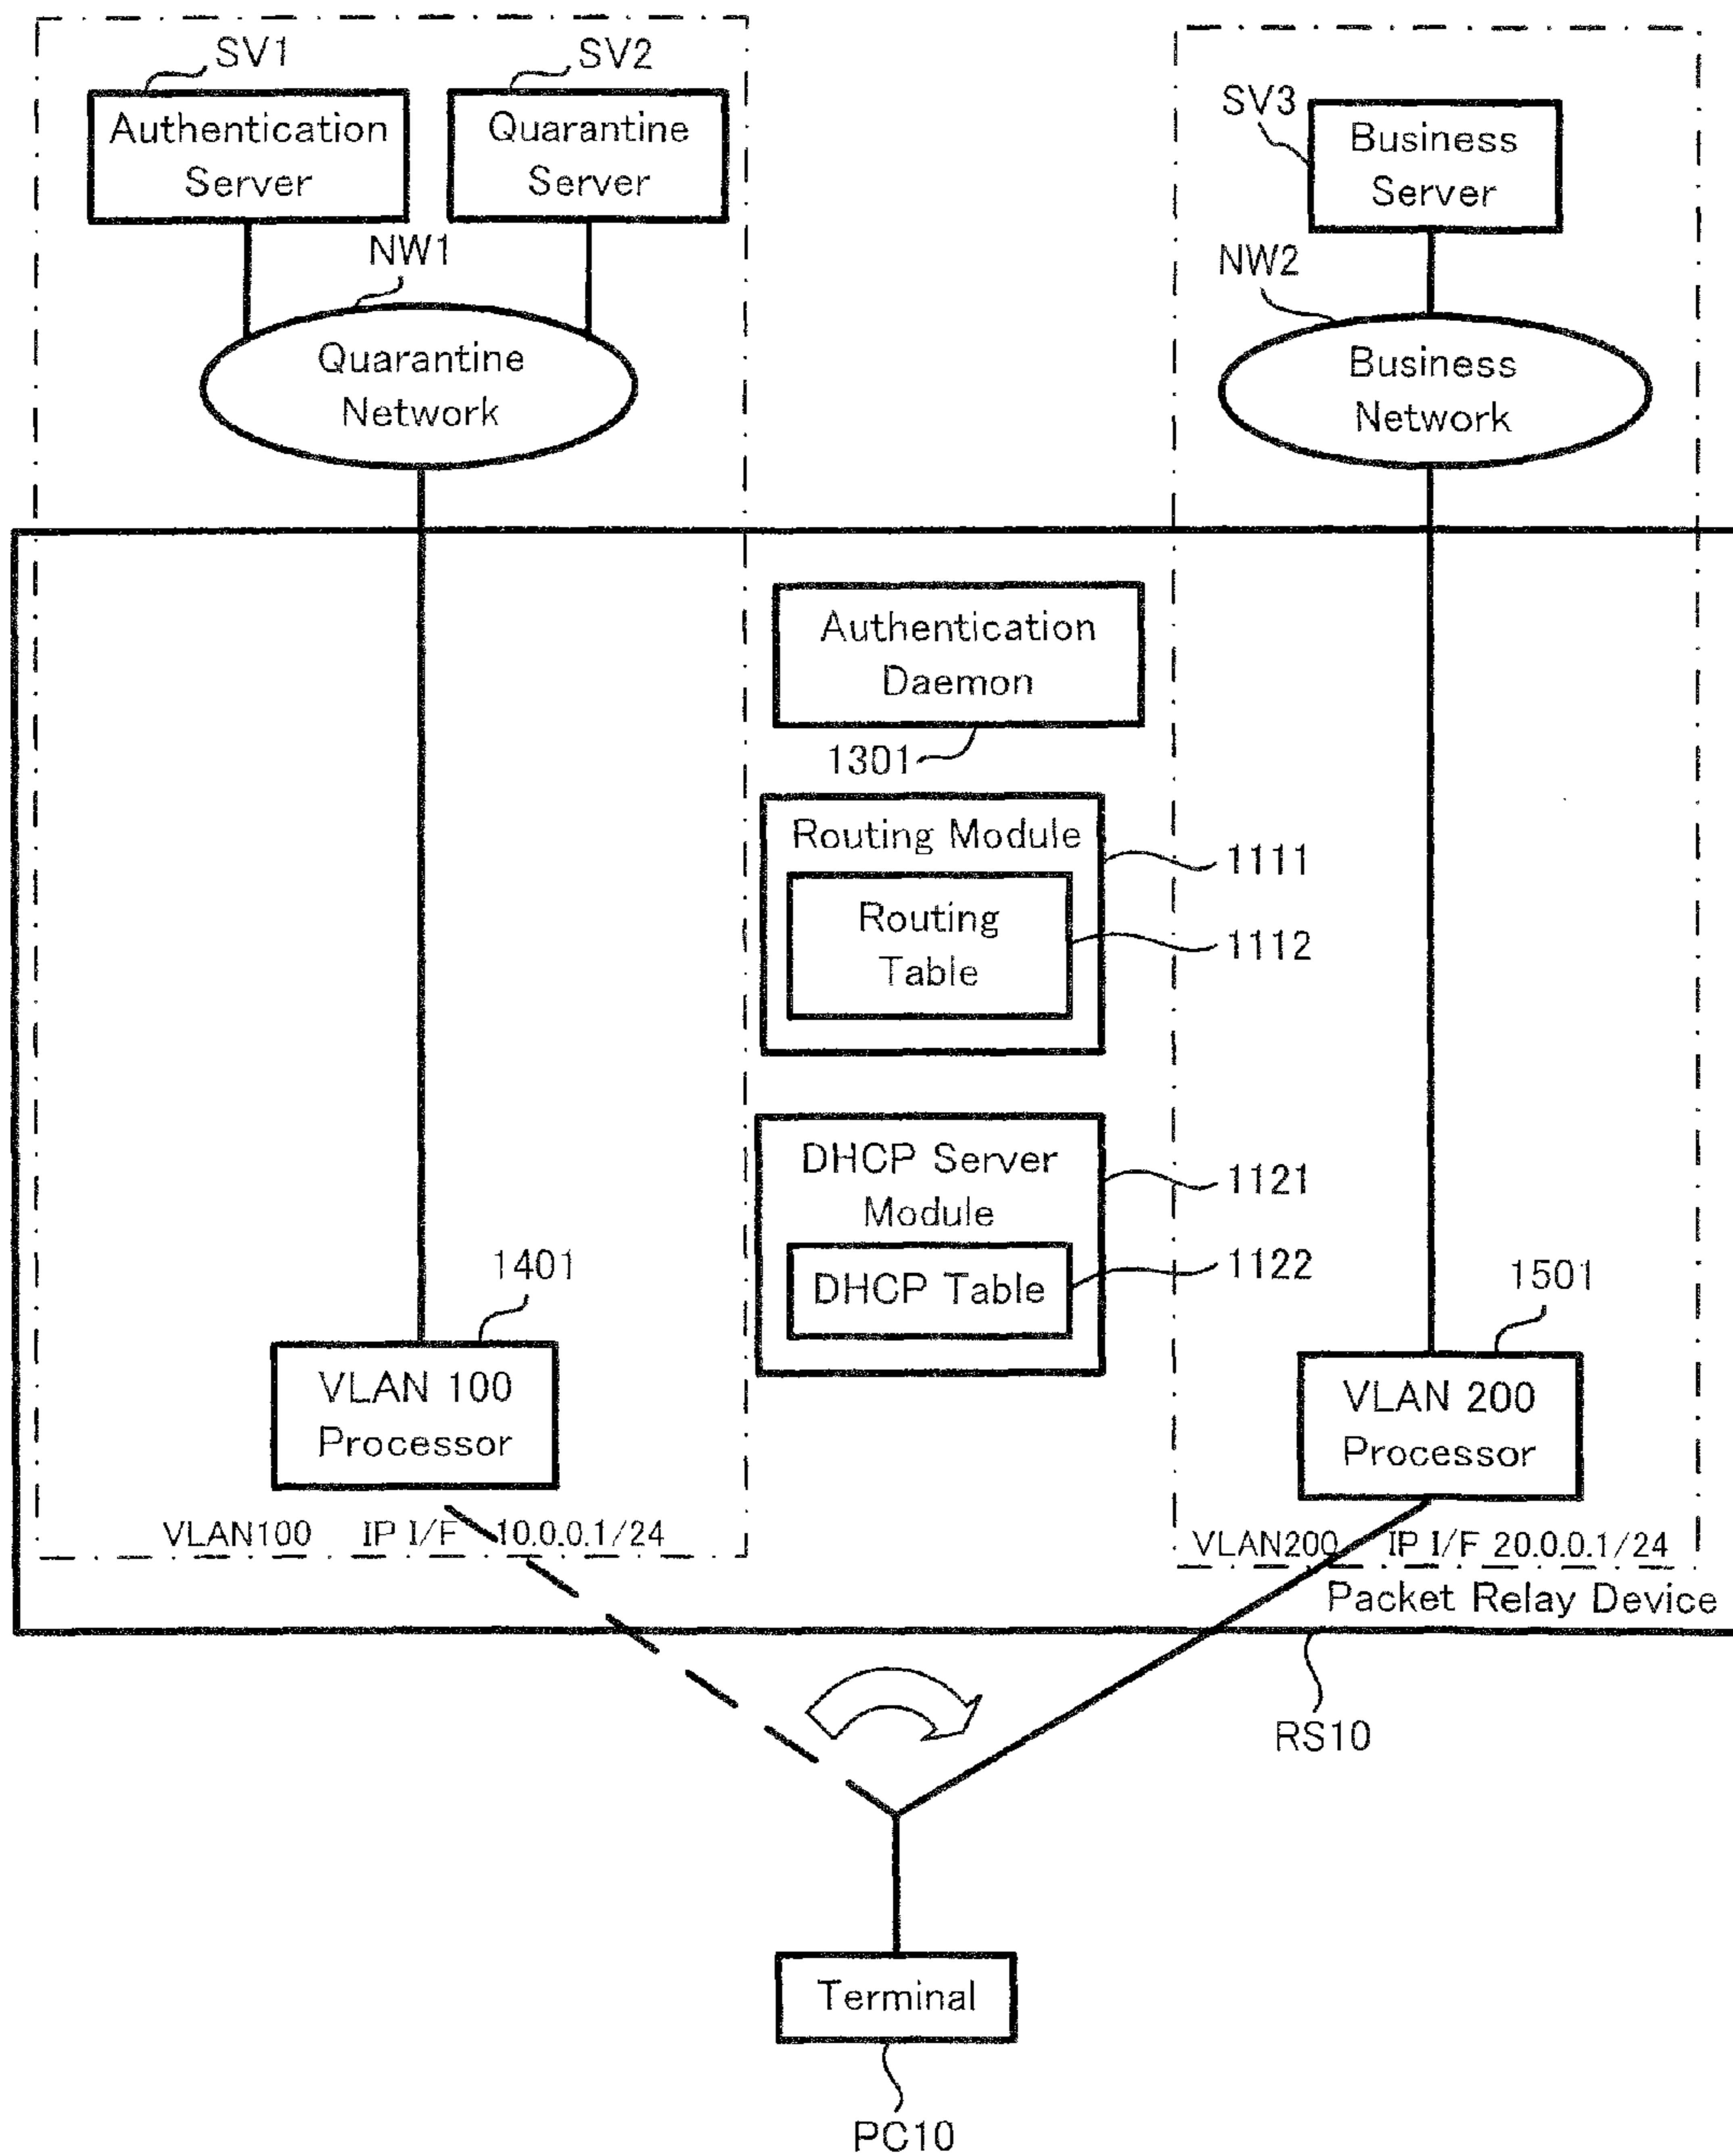 SV1
SV2
Authentication
Server
Quarantine
Server
SV3
Business
Server
NW1
NW2
Quarantine
Network
Business
Network
Authentication
Daemon
1301
Routing Module
1111
Routing
Table
1112
DHCP Server
Module
1121
DHCP Table
1122
1401
1501
VLAN 100
Processor
VLAN 200
Processor
VLAN100 IP I/F 10.0.0.1/24
VLAN200 IP I/F 20.0.0.1/24
Packet Relay Device
RS10
Terminal
PC10